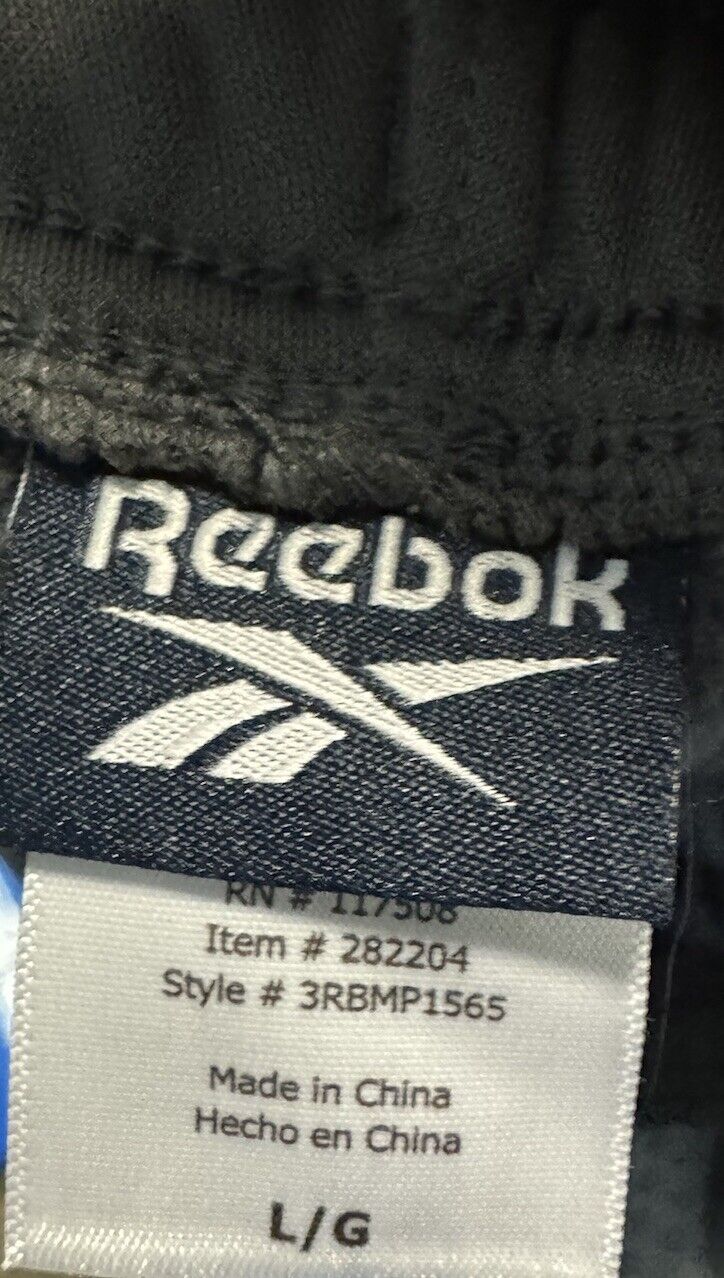 Reebok
RN # 117508
Item # 282204
Style # 3RBMP1565
Made in China
Hecho en China
L/G